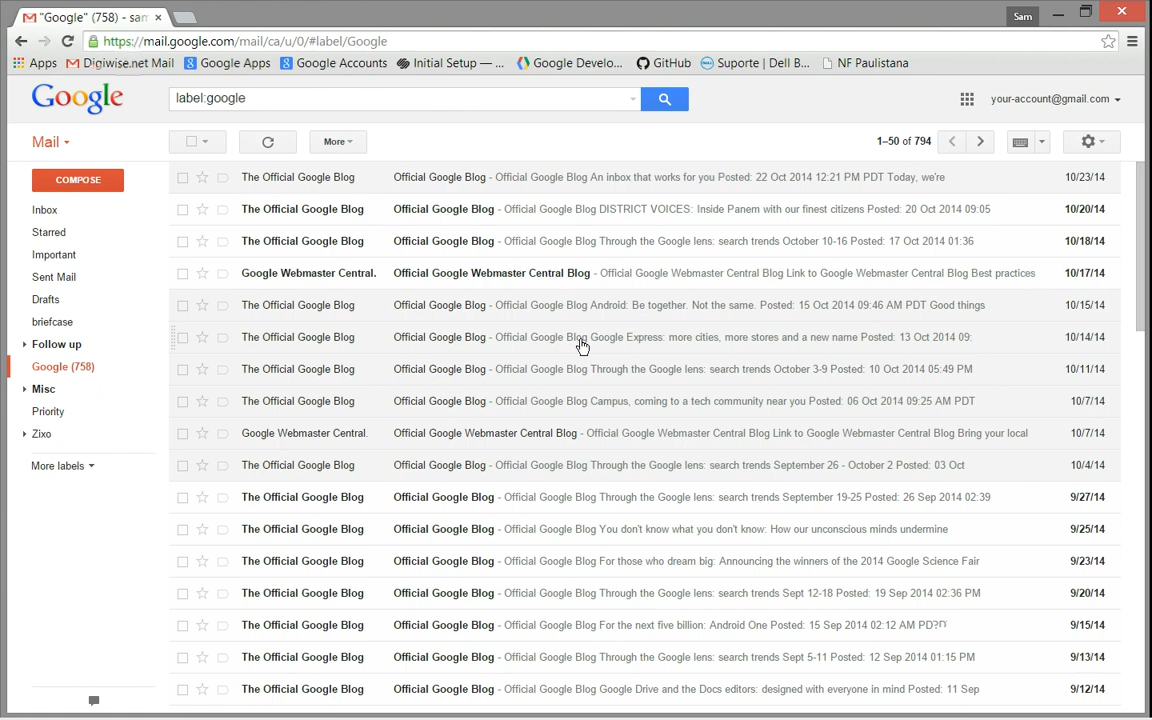 "Google" (758) - sam
Sam
https://mail.google.com/mail/ca/u/0/#label/Google
Apps Digiwise.net Mail Google Apps Google Accounts Initial Setup — ... Google Develo... GitHub Suporte | Dell B... NF Paulistana
Google label:google your-account@gmail.com
Mail More 1–50 of 794
COMPOSE
Inbox
Starred
Important
Sent Mail
Drafts
briefcase
Follow up
Google (758)
Misc
Priority
Zixo
More labels
The Official Google Blog Official Google Blog - Official Google Blog An inbox that works for you Posted: 22 Oct 2014 12:21 PM PDT Today, we're 10/23/14
The Official Google Blog Official Google Blog - Official Google Blog DISTRICT VOICES: Inside Panem with our finest citizens Posted: 20 Oct 2014 09:05 10/20/14
The Official Google Blog Official Google Blog - Official Google Blog Through the Google lens: search trends October 10-16 Posted: 17 Oct 2014 01:36 10/18/14
Google Webmaster Central. Official Google Webmaster Central Blog - Official Google Webmaster Central Blog Link to Google Webmaster Central Blog Best practices 10/17/14
The Official Google Blog Official Google Blog - Official Google Blog Android: Be together. Not the same. Posted: 15 Oct 2014 09:46 AM PDT Good things 10/15/14
The Official Google Blog Official Google Blog - Official Google Blog Google Express: more cities, more stores and a new name Posted: 13 Oct 2014 09: 10/14/14
The Official Google Blog Official Google Blog - Official Google Blog Through the Google lens: search trends October 3-9 Posted: 10 Oct 2014 05:49 PM 10/11/14
The Official Google Blog Official Google Blog - Official Google Blog Campus, coming to a tech community near you Posted: 06 Oct 2014 09:25 AM PDT 10/7/14
Google Webmaster Central. Official Google Webmaster Central Blog - Official Google Webmaster Central Blog Link to Google Webmaster Central Blog Bring your local 10/7/14
The Official Google Blog Official Google Blog - Official Google Blog Through the Google lens: search trends September 26 - October 2 Posted: 03 Oct 10/4/14
The Official Google Blog Official Google Blog - Official Google Blog Through the Google lens: search trends September 19-25 Posted: 26 Sep 2014 02:39 9/27/14
The Official Google Blog Official Google Blog - Official Google Blog You don't know what you don't know: How our unconscious minds undermine 9/25/14
The Official Google Blog Official Google Blog - Official Google Blog For those who dream big: Announcing the winners of the 2014 Google Science Fair 9/23/14
The Official Google Blog Official Google Blog - Official Google Blog Through the Google lens: search trends Sept 12-18 Posted: 19 Sep 2014 02:36 PM 9/20/14
The Official Google Blog Official Google Blog - Official Google Blog For the next five billion: Android One Posted: 15 Sep 2014 02:12 AM 9/15/14
The Official Google Blog Official Google Blog - Official Google Blog Through the Google lens: search trends Sept 5-11 Posted: 12 Sep 2014 01:15 PM 9/13/14
The Official Google Blog Official Google Blog - Official Google Blog Google Drive and the Docs editors: designed with everyone in mind Posted: 11 Sep 9/12/14